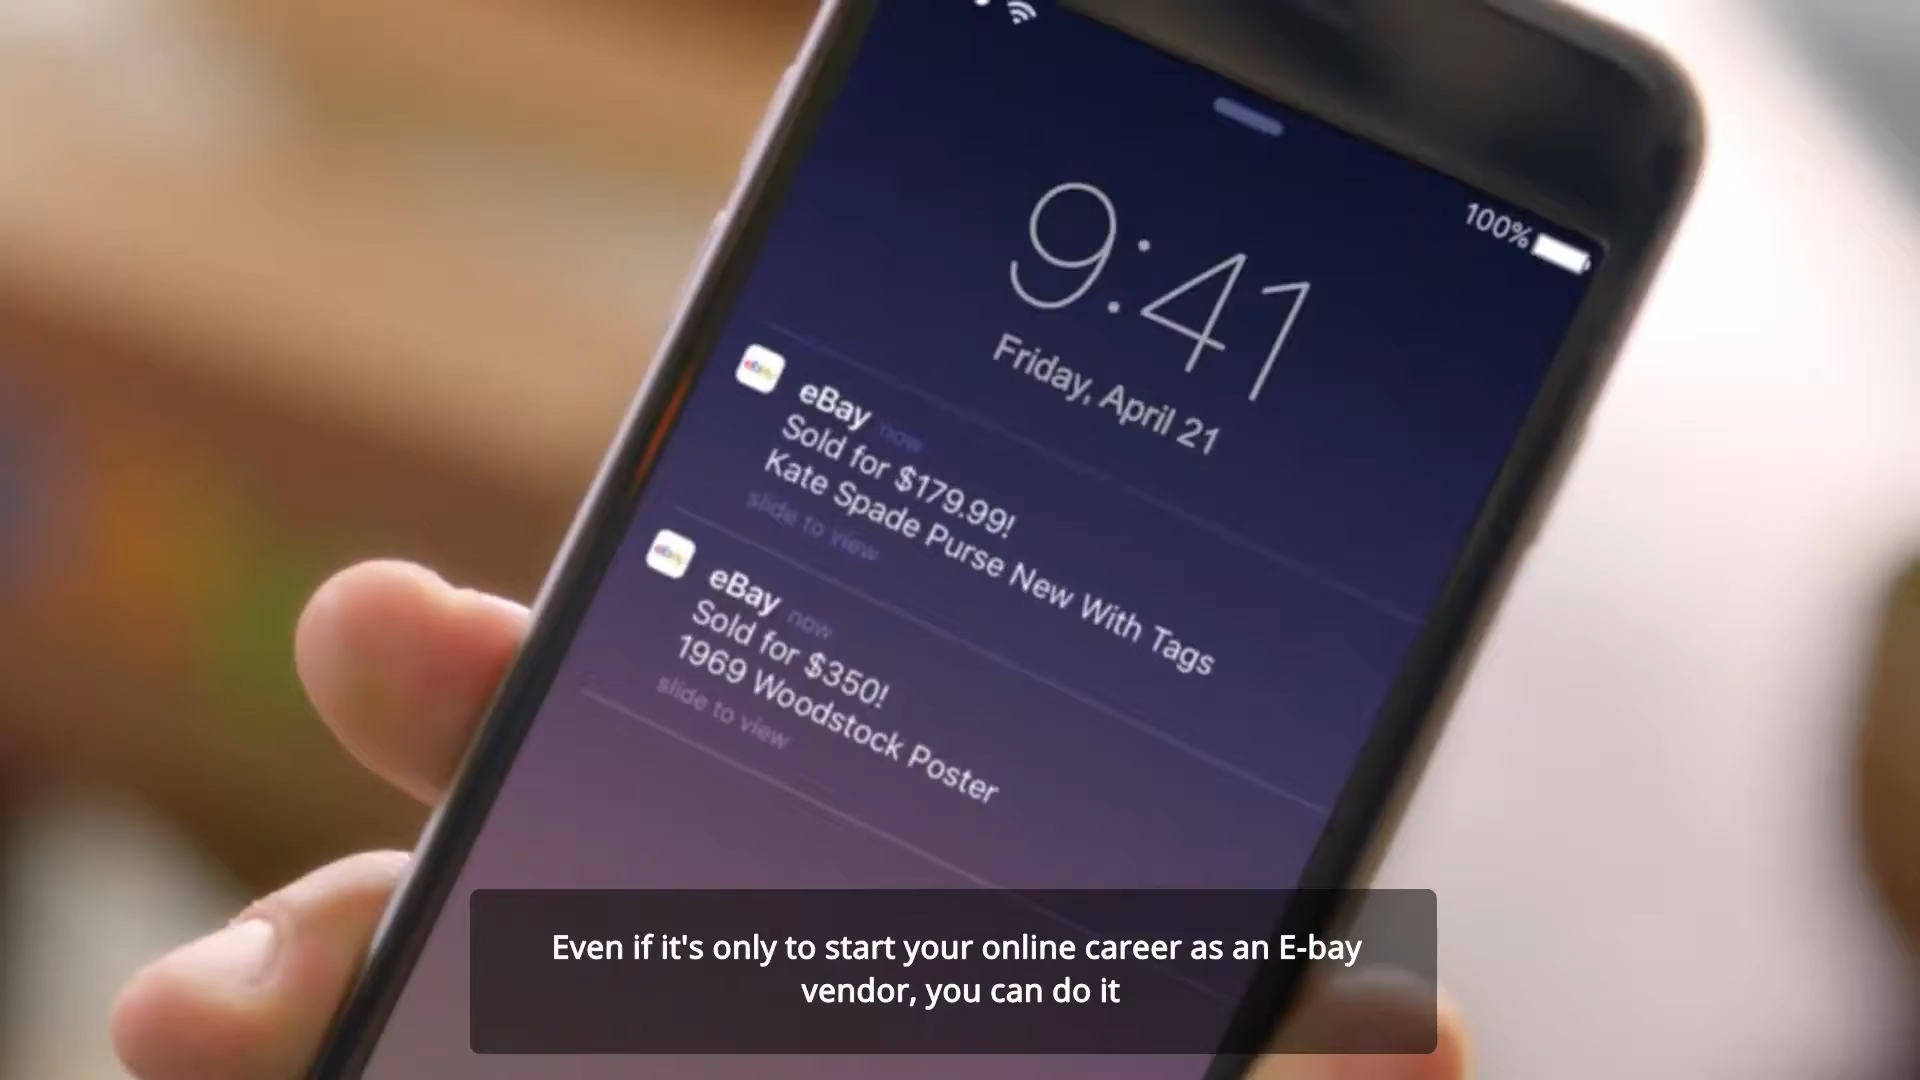 100%
9:41
Friday, April 21
eBay now
Sold for $179.99!
Kate Spade Purse New With Tags
slide to view
eBay now
Sold for $350!
1969 Woodstock Poster
slide to view
Even if it's only to start your online career as an E-bay
vendor, you can do it